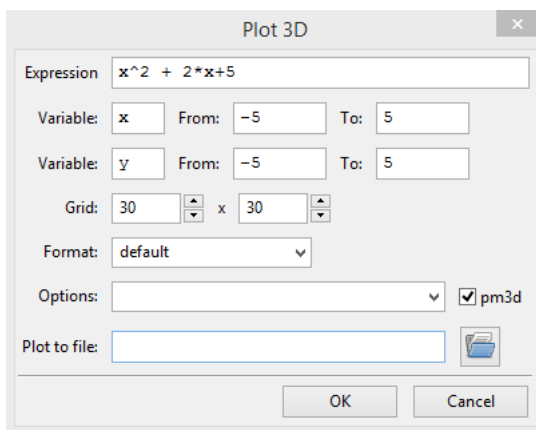 Plot 3D
Expression x^2 + 2*x+5
Variable: x From: -5 To: 5
Variable: y From: -5 To: 5
Grid: 30 x 30
Format: default
Options: pm3d
Plot to file:
OK Cancel